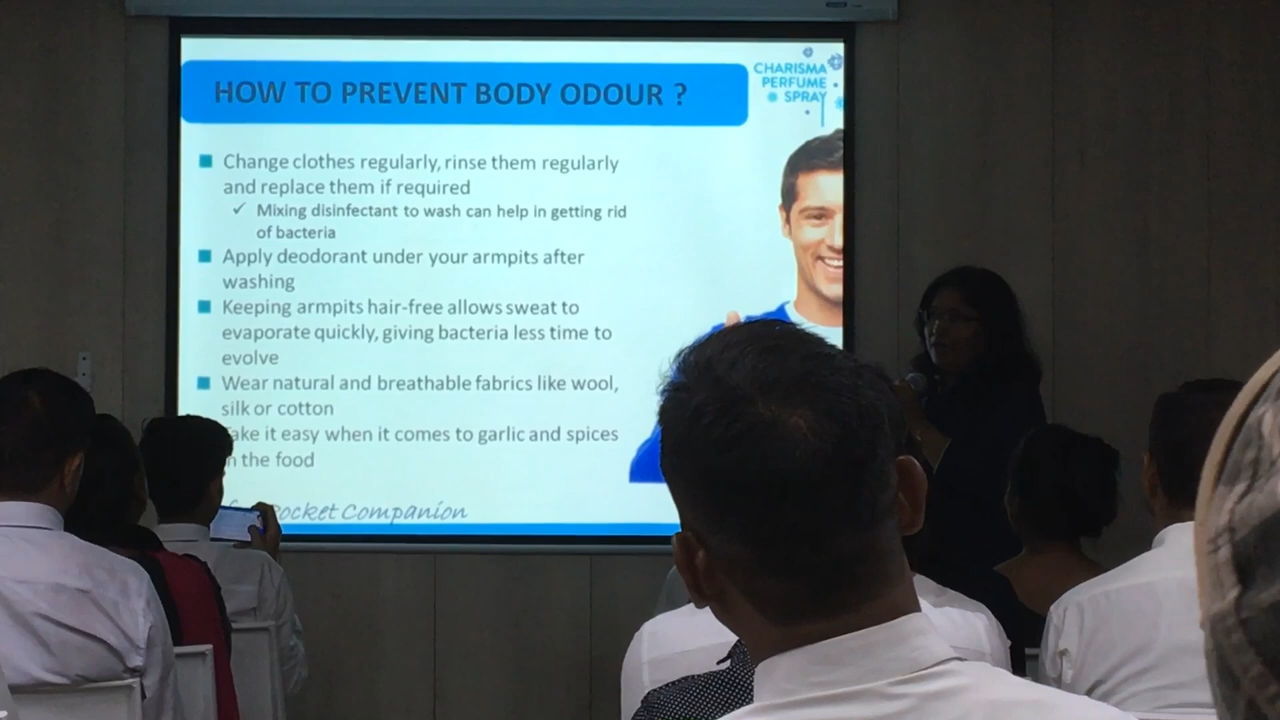 HOW TO PREVENT BODY ODOUR ?
CHARISMA
PERFUME
SPRAY
Change clothes regularly, rinse them regularly
and replace them if required
✓ Mixing disinfectant to wash can help in getting rid
of bacteria
Apply deodorant under your armpits after
washing
Keeping armpits hair-free allows sweat to
evaporate quickly, giving bacteria less time to
evolve
Wear natural and breathable fabrics like wool,
silk or cotton
ake it easy when it comes to garlic and spices
n the food
ocket Companion